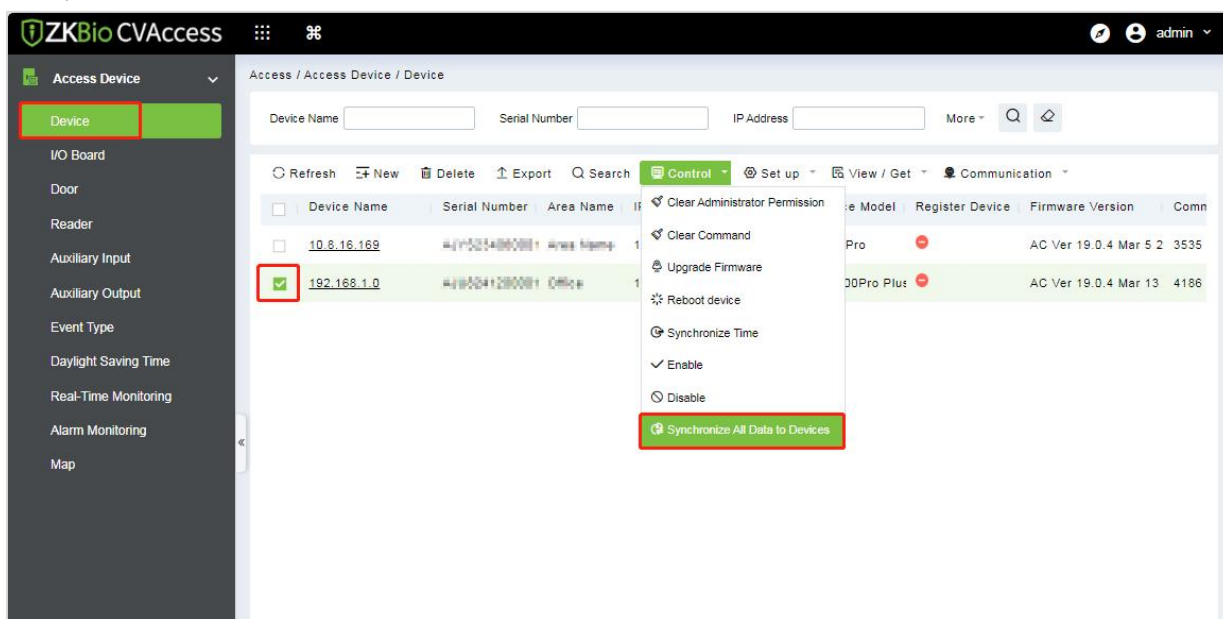 ZKBio CVAccess
admin
Access Device
Access / Access Device / Device
Device
Device Name
Serial Number
IP Address
More
I/O Board
Refresh New Delete Export Search Control Set up View / Get Communication
Door
Device Name Serial Number Area Name Clear Administrator Permission Model Register Device Firmware Version
Reader
10.8.16.169 Clear Command Pro AC Ver 19.0.4 Mar 5 2 3535
Auxiliary Input
Upgrade Firmware
192.168.1.0 Office 00Pro Plus AC Ver 19.0.4 Mar 13 4186
Auxiliary Output
Reboot device
Event Type
Synchronize Time
Daylight Saving Time
Enable
Real-Time Monitoring
Disable
Alarm Monitoring
Synchronize All Data to Devices
Map